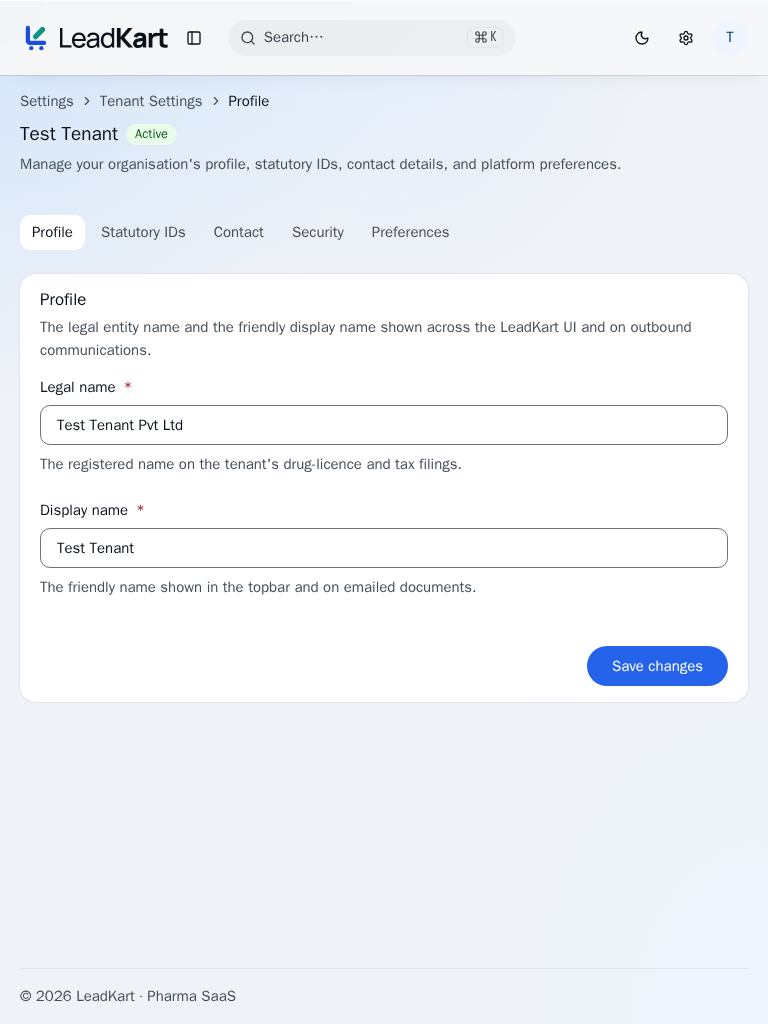 LeadKart
Search⋯ ⌘K
T
Settings > Tenant Settings > Profile
Test Tenant Active
Manage your organisation's profile, statutory IDs, contact details, and platform preferences.
Profile Statutory IDs Contact Security Preferences
Profile
The legal entity name and the friendly display name shown across the LeadKart UI and on outbound
communications.
Legal name *
Test Tenant Pvt Ltd
The registered name on the tenant's drug-licence and tax filings.
Display name *
Test Tenant
The friendly name shown in the topbar and on emailed documents.
Save changes
© 2026 LeadKart · Pharma SaaS